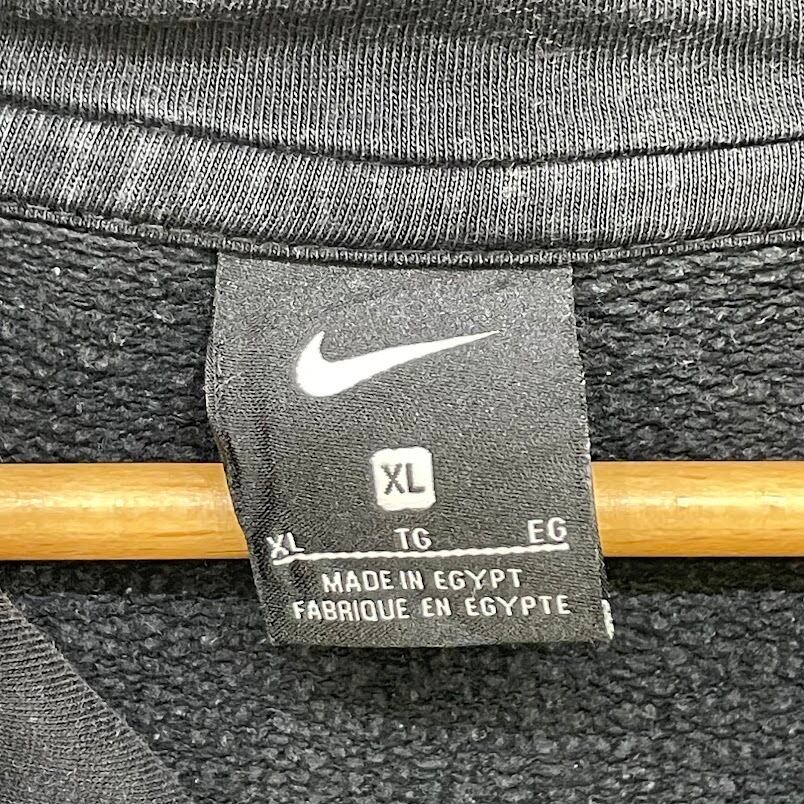 XL
XL TG EG
MADE IN EGYPT
FABRIQUE EN EGYPTE